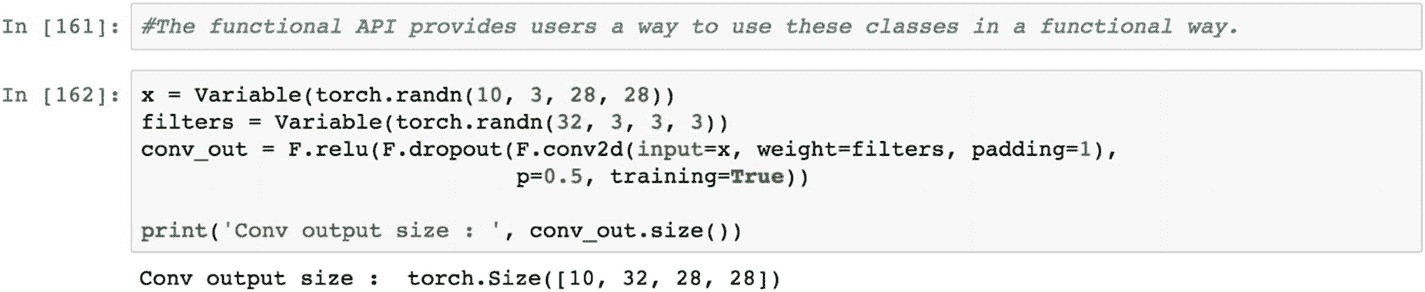 In [161]: #The functional API provides users a way to use these classes in a functional way.
In [162]: x = Variable(torch.randn(10, 3, 28, 28))
filters = Variable(torch.randn(32, 3, 3, 3))
conv_out = F.relu(F.dropout(F.conv2d(input=x, weight=filters, padding=1),
p=0.5, training=True))
print('Conv output size : ', conv_out.size())
Conv output size :  torch.Size([10, 32, 28, 28])